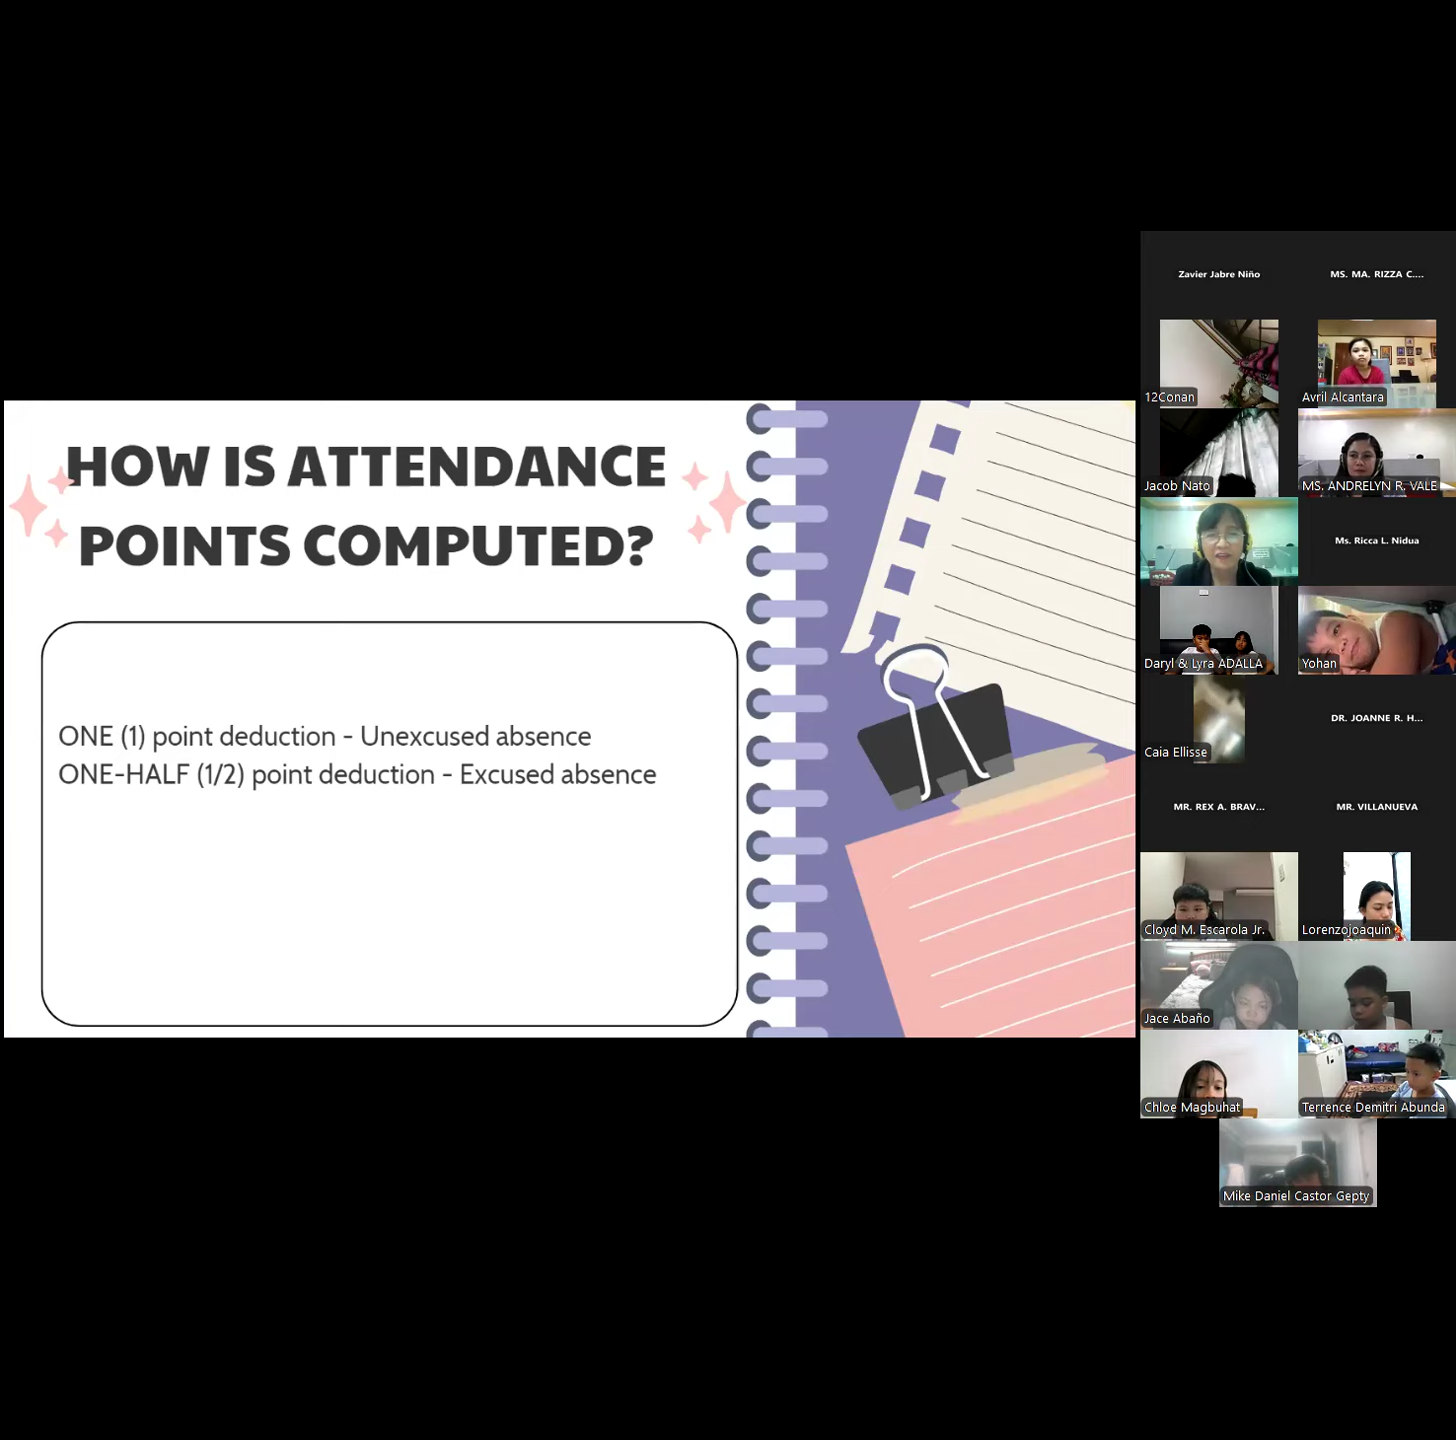 HOW IS ATTENDANCE
POINTS COMPUTED?
ONE (1) point deduction - Unexcused absence
ONE-HALF (1/2) point deduction - Excused absence
Zavier Jabre Niño
MS. MA. RIZZA C....
12Conan
Avril Alcantara
Jacob Nato
MS. ANDRELYN R. VALE
Ms. Ricca L. Nidua
Daryl & Lyra ADALLA
Yohan
Caia Ellisse
DR. JOANNE R. H...
MR. REX A. BRAV...
MR. VILLANUEVA
Cloyd M. Escarola Jr.
Lorenzojoaquin
Jace Abaño
Chloe Magbuhat
Terrence Demitri Abunda
Mike Daniel Castor Gepty